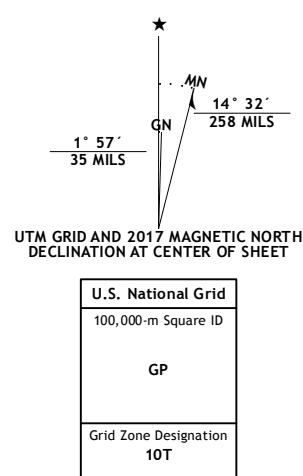 ★
MN
GN
14° 32´
258 MILS
1° 57´
35 MILS
UTM GRID AND 2017 MAGNETIC NORTH
DECLINATION AT CENTER OF SHEET
U.S. National Grid
100,000-m Square ID
GP
Grid Zone Designation
10T